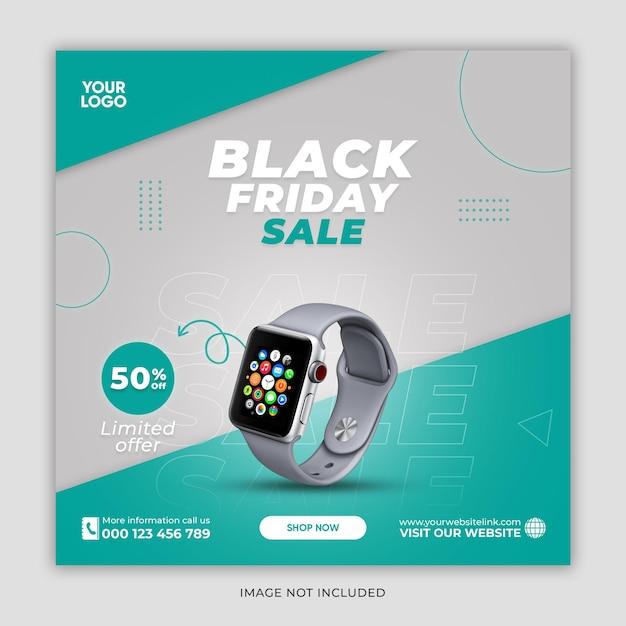 YOUR
LOGO
BLACK
FRIDAY
SALE
SALE
SALE
SALE
SALE
50%
off
Limited
offer
More information call us
000 123 456 789
SHOP NOW
www.yourwebsitelink.com
VISIT OUR WEBSITE
IMAGE NOT INCLUDED